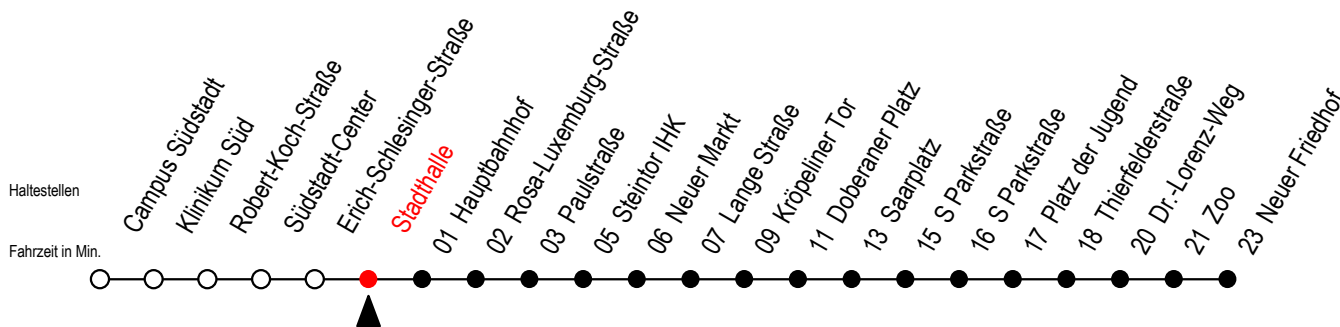 Haltestellen
Fahrzeit in Min.
Campus Südstadt
Klinikum Süd
Robert-Koch-Straße
Südstadt-Center
Erich-Schlesinger-Straße
Stadthalle
01 Hauptbahnhof
02 Rosa-Luxemburg-Straße
03 Paulstraße
05 Steintor IHK
06 Neuer Markt
07 Lange Straße
09 Kröpeliner Tor
11 Doberaner Platz
13 Saarplatz
15 S Parkstraße
16 S Parkstraße
17 Platz der Jugend
18 Thierfelderstraße
20 Dr.-Lorenz-Weg
21 Zoo
23 Neuer Friedhof